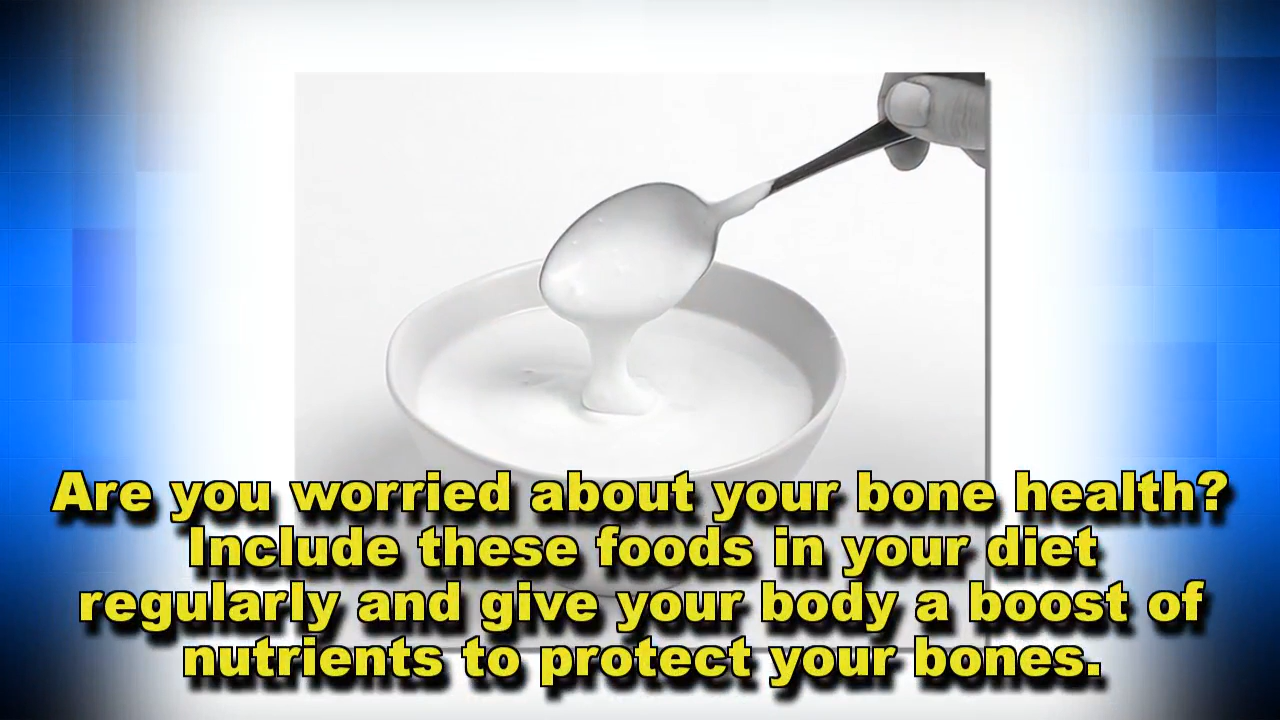 Are you worried about your bone health?
Include these foods in your diet
regularly and give your body a boost of
nutrients to protect your bones.